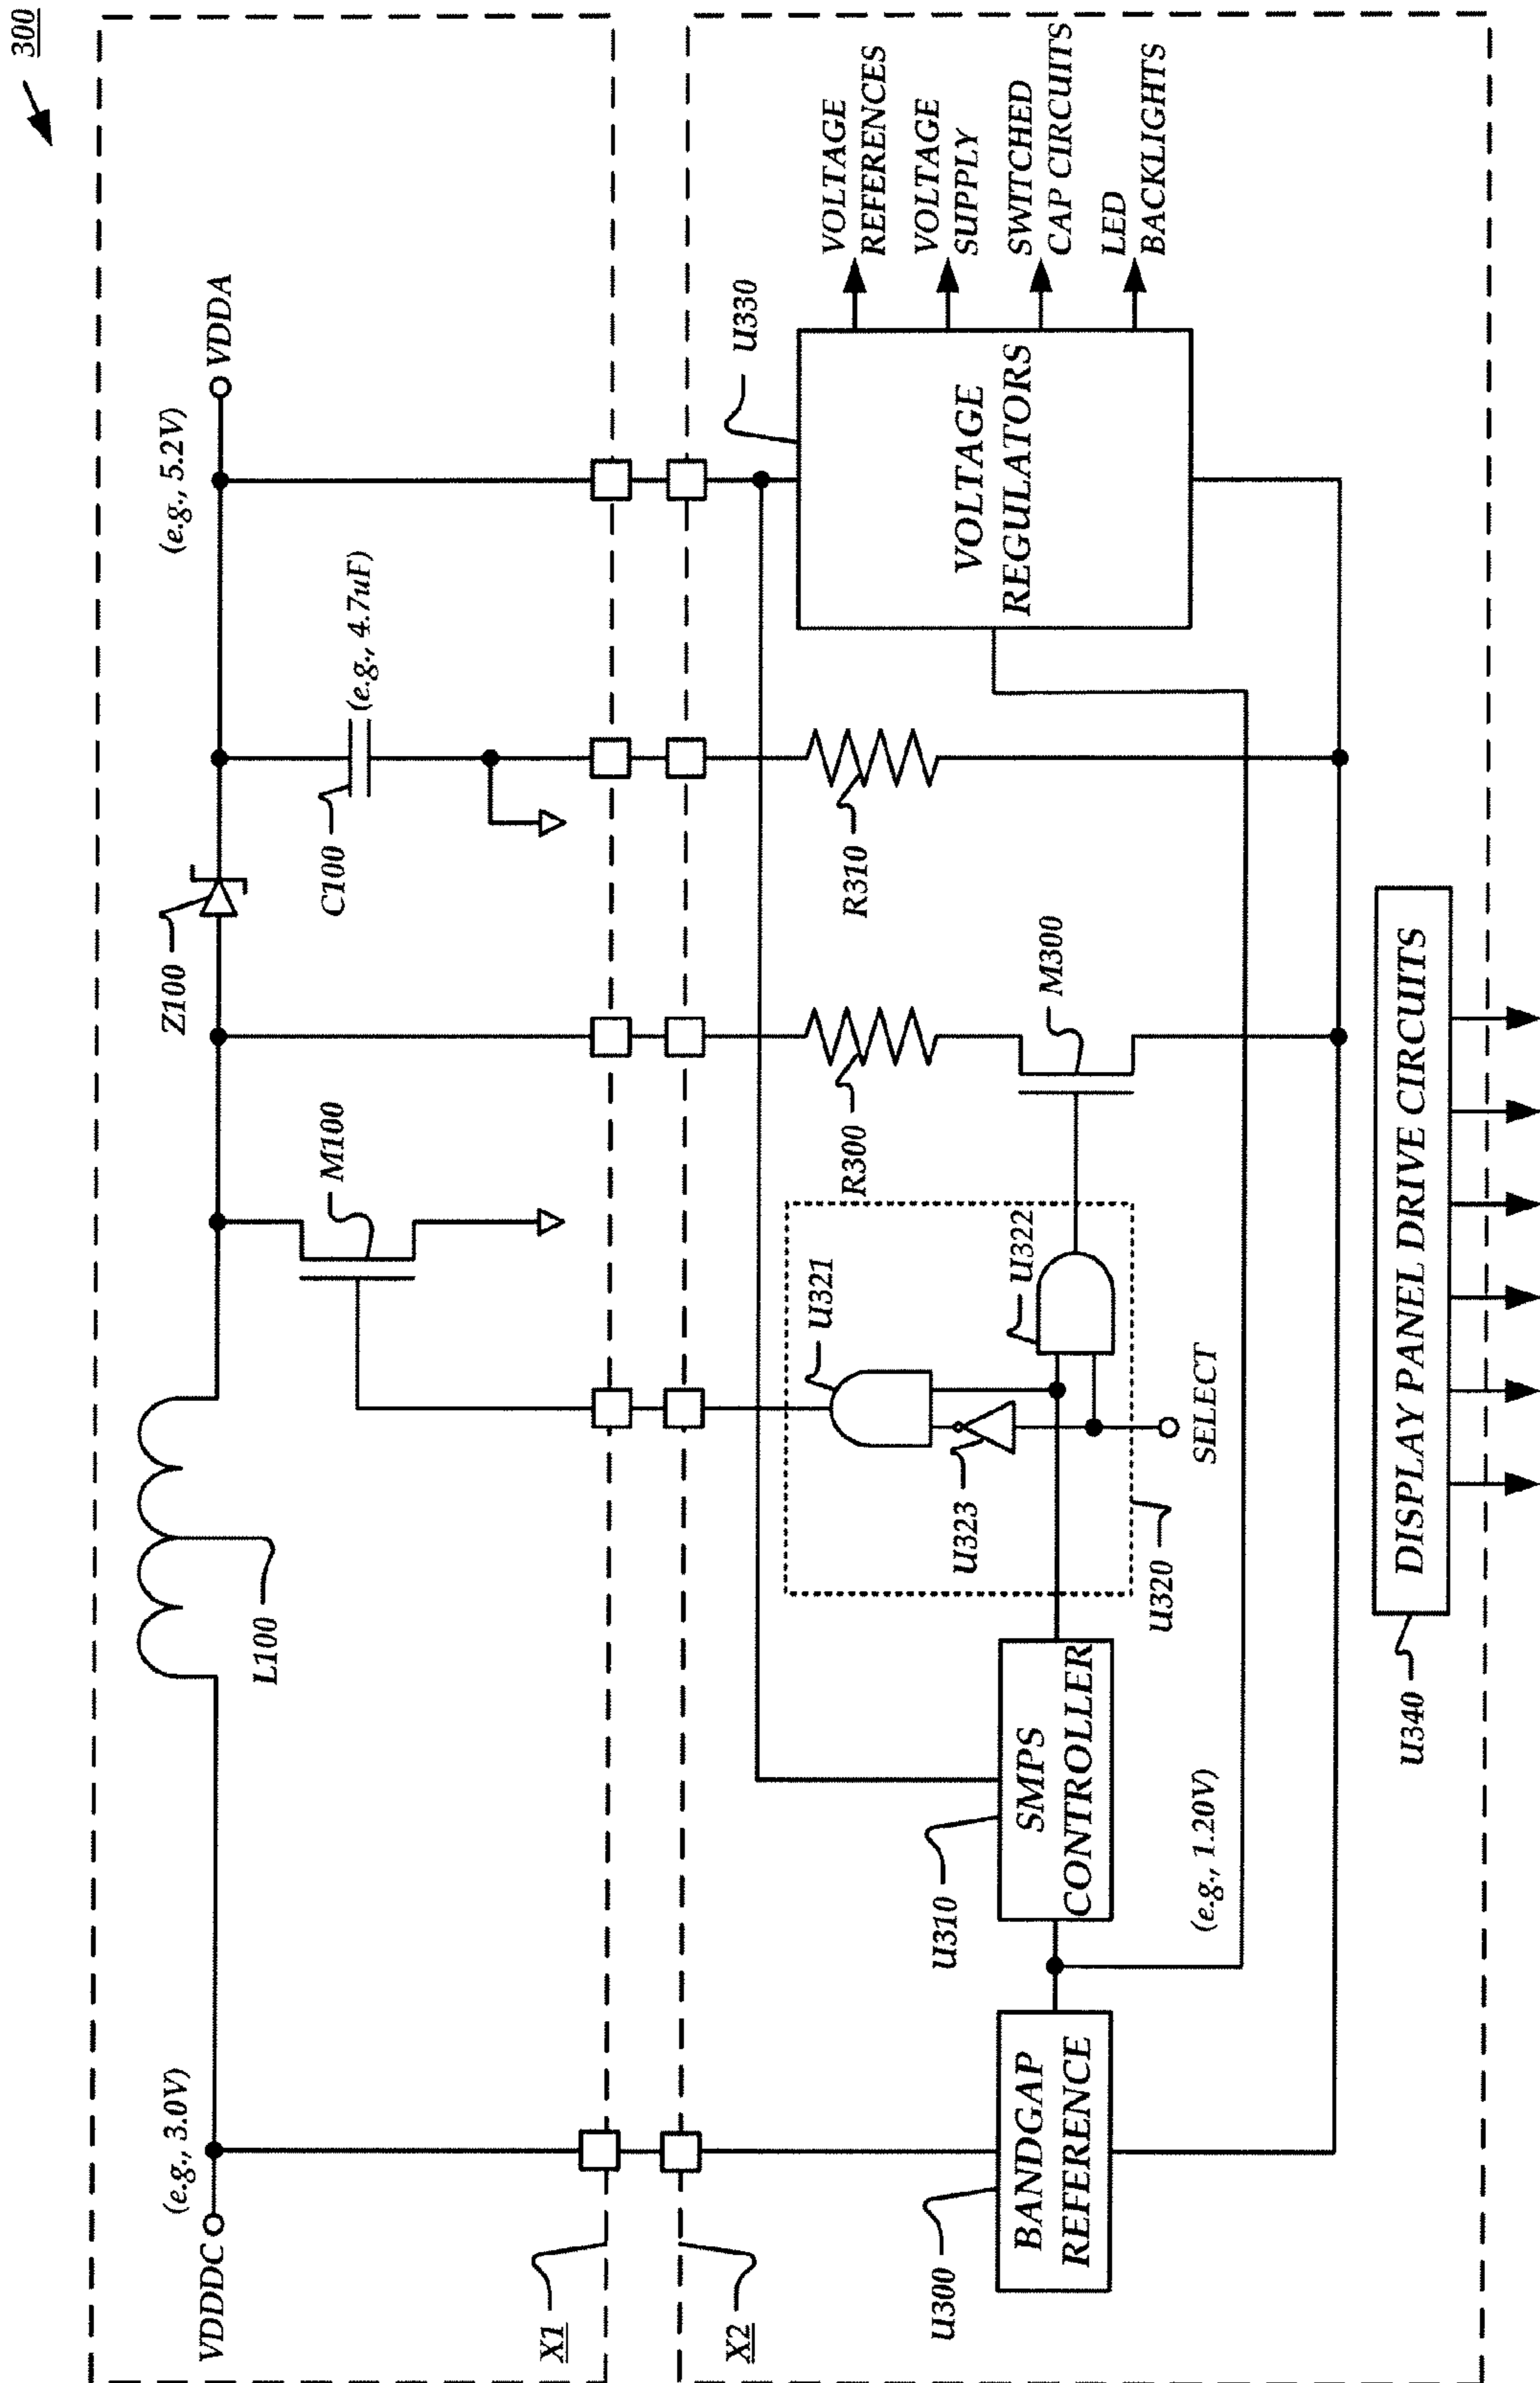 300
(e.g., 3.0V)
VDDDC
L100
M100
Z100
C100
(e.g., 4.7uF)
(e.g., 5.2V)
VDDA
X1
X2
U300
BANDGAP
REFERENCE
U310
SMPS
CONTROLLER
(e.g., 1.20V)
U320
U323
U321
U322
SELECT
R300
M300
R310
U330
VOLTAGE
REGULATORS
VOLTAGE
REFERENCES
VOLTAGE
SUPPLY
SWITCHED
CAP CIRCUITS
LED
BACKLIGHTS
U340
DISPLAY PANEL DRIVE CIRCUITS